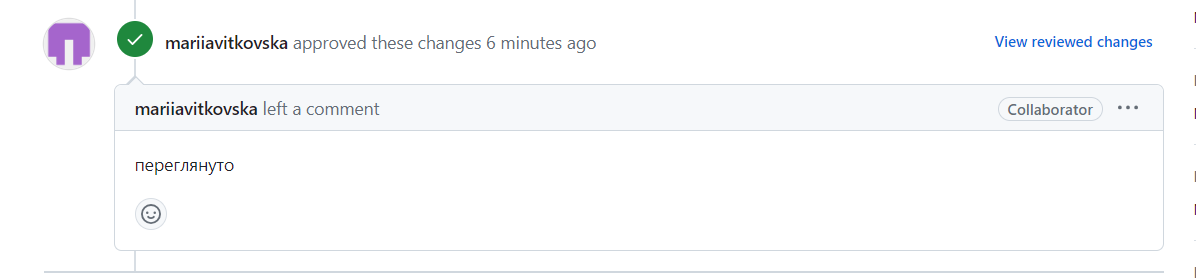 mariiavitkovska approved these changes 6 minutes ago View reviewed changes
mariiavitkovska left a comment Collaborator
переглянуто